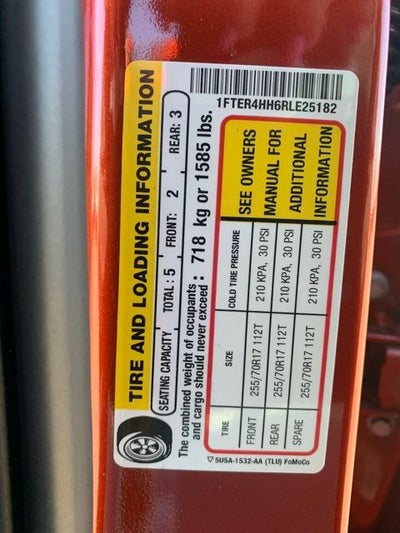 TIRE AND LOADING INFORMATION
SEATING CAPACITY TOTAL: 5 FRONT: 2 REAR: 3
The combined weight of occupants
and cargo should never exceed: 718 kg or 1585 lbs.
1FTER4HH6RLE25182
TIRE SIZE COLD TIRE PRESSURE SEE OWNERS
FRONT 255/70R17 112T 210 KPA, 30 PSI MANUAL FOR
REAR 255/70R17 112T 210 KPA, 30 PSI ADDITIONAL
SPARE 255/70R17 112T 210 KPA, 30 PSI INFORMATION
5U5A-1532-AA (TLU) FoMoCo